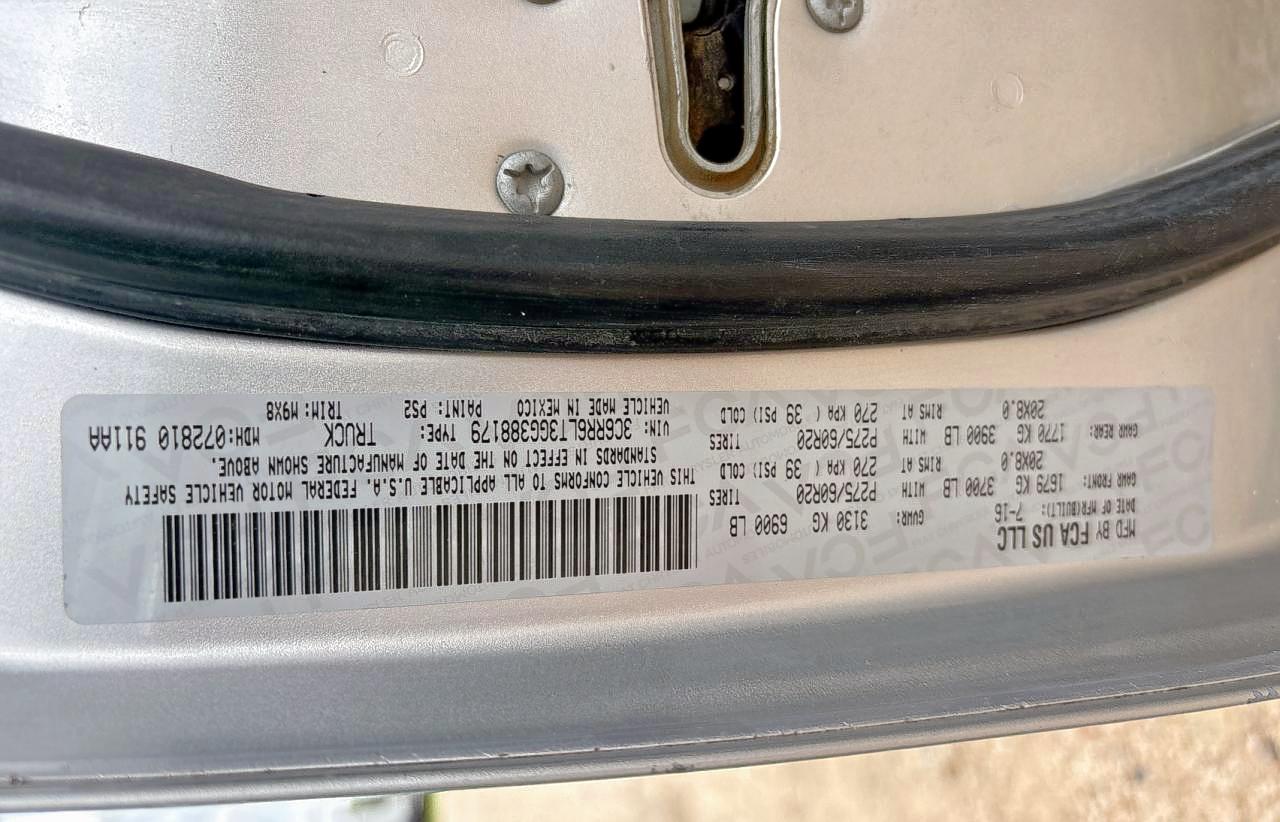 MFD BY FCA US LLC
DATE OF MFR(BUILT): 7-16 GVWR: 3130 KG 6900 LB
GAWR FRONT: 1679 KG 3700 LB WITH P275/60R20 TIRES
20X8.0 RIMS AT 270 KPA ( 39 PSI) COLD
GAWR REAR: 1770 KG 3900 LB WITH P275/60R20 TIRES
20X8.0 RIMS AT 270 KPA ( 39 PSI) COLD
THIS VEHICLE CONFORMS TO ALL APPLICABLE U.S.A. FEDERAL MOTOR VEHICLE SAFETY
STANDARDS IN EFFECT ON THE DATE OF MANUFACTURE SHOWN ABOVE.
VIN: 3C6RR6LT3GG388179 TYPE: TRUCK MDH:072810 911AA
VEHICLE MADE IN MEXICO PAINT: PS2 TRIM: M9X8